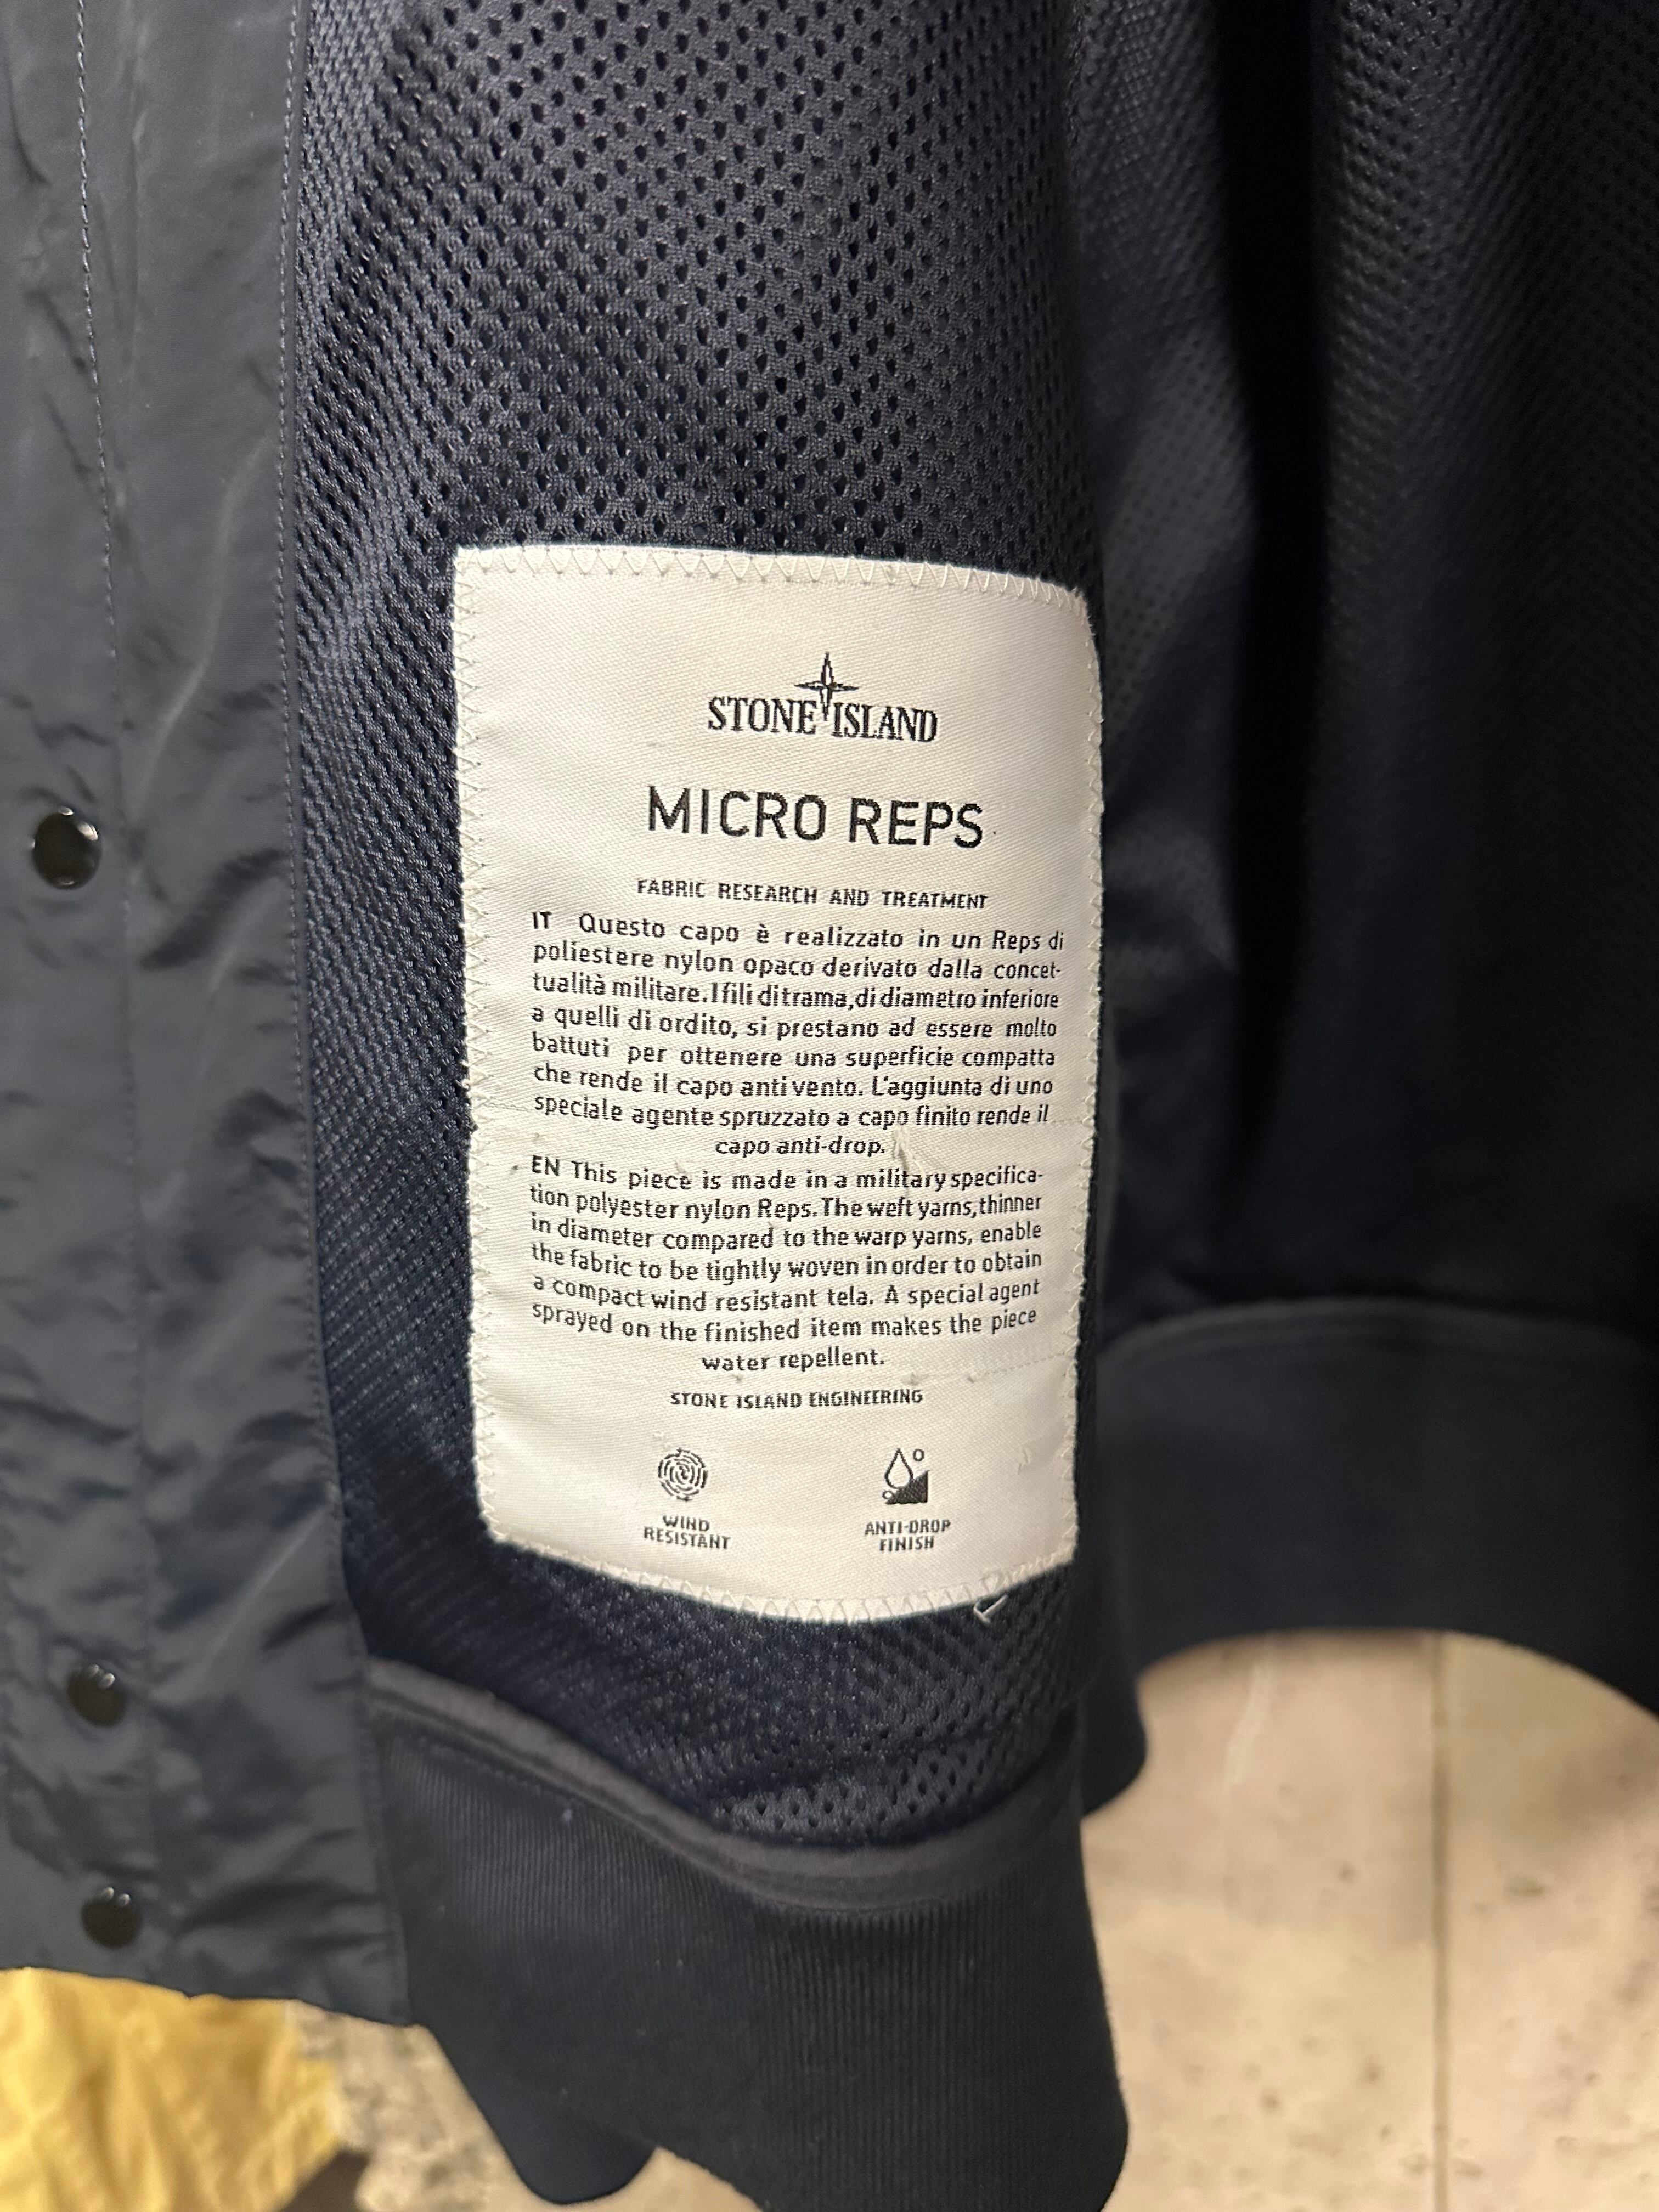 STONE ISLAND
MICRO REPS
FABRIC RESEARCH AND TREATMENT
IT Questo capo è realizzato in un Reps di
poliestere nylon opaco derivato dalla concet-
tualità militare. I fili di trama, di diametro inferiore
a quelli di ordito, si prestano ad essere molto
battuti per ottenere una superficie compatta
che rende il capo anti vento. L'aggiunta di uno
speciale agente spruzzato a capo finito rende il
capo anti-drop.
EN This piece is made in a military specifica-
tion polyester nylon Reps. The weft yarns, thinner
in diameter compared to the warp yarns, enable
the fabric to be tightly woven in order to obtain
a compact wind resistant tela. A special agent
sprayed on the finished item makes the piece
water repellent.
STONE ISLAND ENGINEERING
WIND
RESISTANT
ANTI-DROP
FINISH